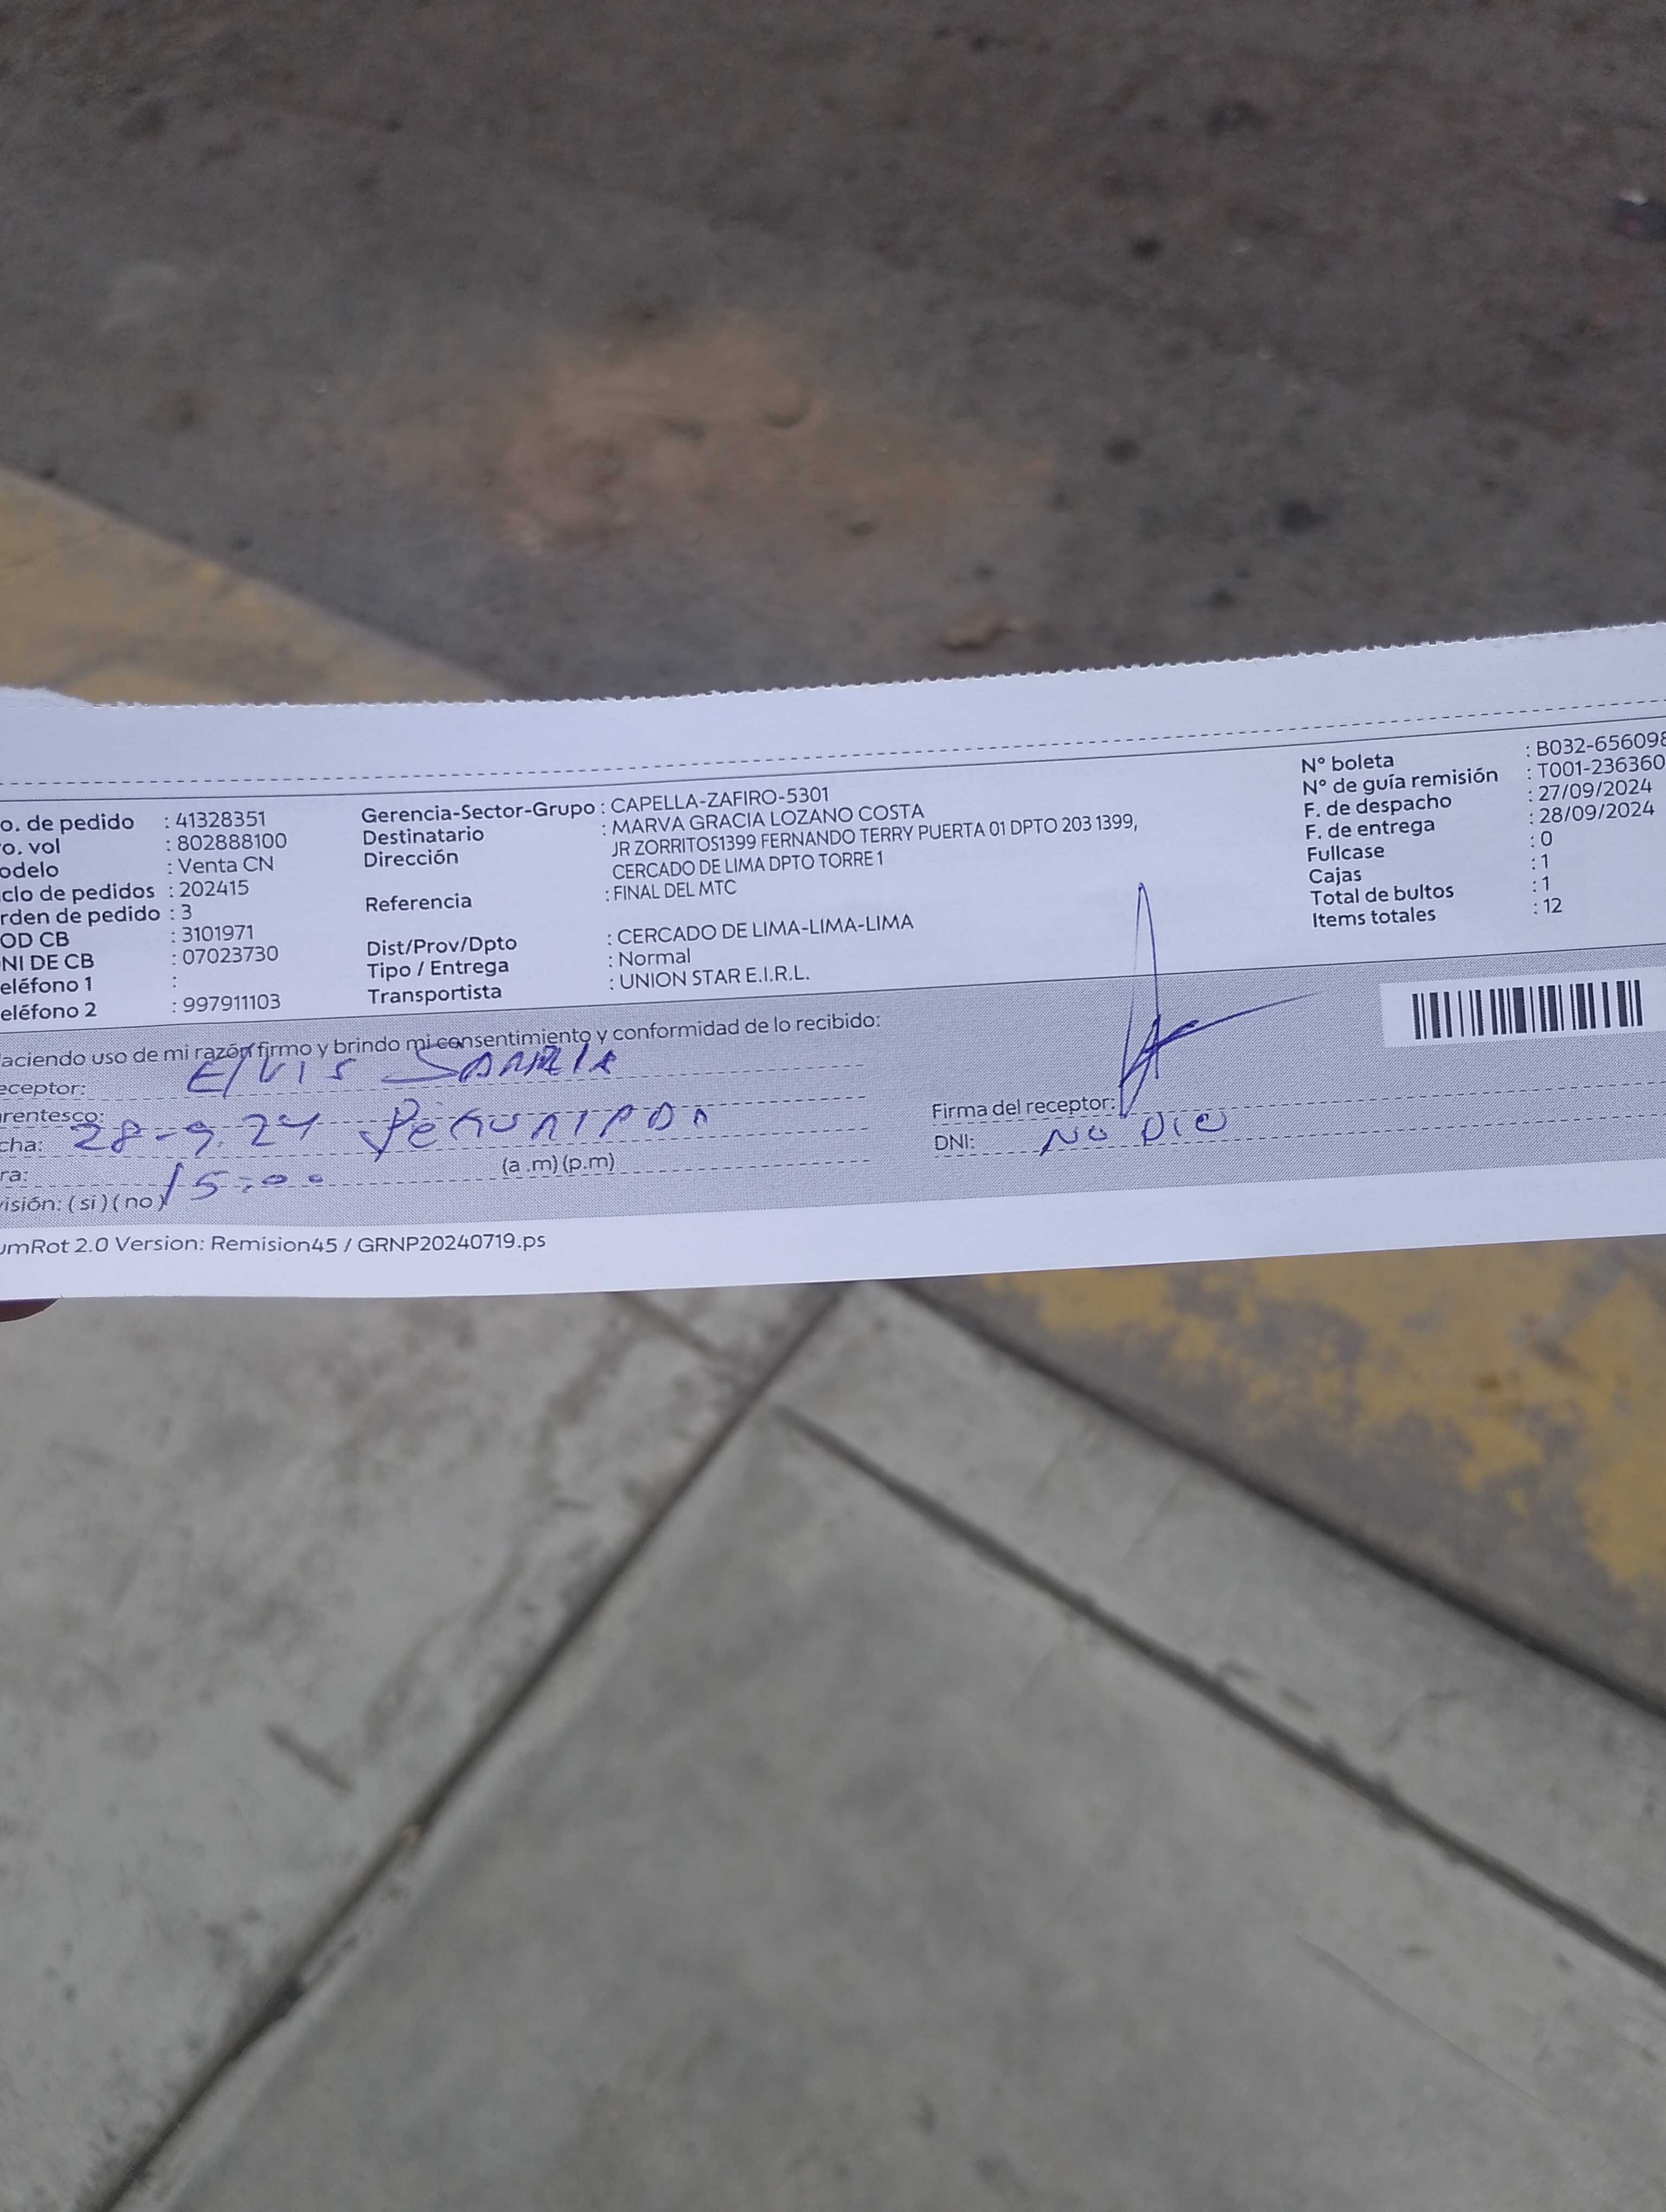 o. de pedido : 41328351
o. vol : 802888100
odelo : Venta CN
clo de pedidos : 202415
rden de pedido : 3
OD CB : 3101971
NI DE CB : 07023730
eléfono 1 :
eléfono 2 : 997911103
Gerencia-Sector-Grupo : CAPELLA-ZAFIRO-5301
Destinatario : MARVA GRACIA LOZANO COSTA
Dirección JR ZORRITOS1399 FERNANDO TERRY PUERTA 01 DPTO 203 1399,
CERCADO DE LIMA DPTO TORRE 1
Referencia : FINAL DEL MTC
Dist/Prov/Dpto : CERCADO DE LIMA-LIMA-LIMA
Tipo / Entrega : Normal
Transportista : UNION STAR E.I.R.L.
N° boleta : B032-656098
N° de guía remisión : T001-236360
F. de despacho : 27/09/2024
F. de entrega : 28/09/2024
Fullcase : 0
Cajas : 1
Total de bultos : 1
Items totales : 12
aciendo uso de mi razón firmo y brindo mi consentimiento y conformidad de lo recibido:
eceptor: Elvis
rentesco:
cha: 28-9.24
ra: 15:00 (a .m) (p.m)
visión: ( si ) ( no )
Firma del receptor:
DNI: NO DIO
umRot 2.0 Version: Remision45 / GRNP20240719.ps